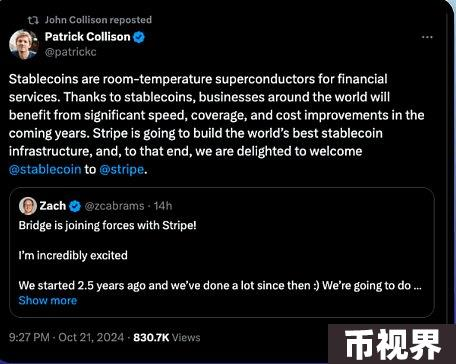 John Collison reposted
Patrick Collison
@patrickc
Stablecoins are room-temperature superconductors for financial
services. Thanks to stablecoins, businesses around the world will
benefit from significant speed, coverage, and cost improvements in the
coming years. Stripe is going to build the world's best stablecoin
infrastructure, and, to that end, we are delighted to welcome
@stablecoin to @stripe.
Zach @zcabrams · 14h
Bridge is joining forces with Stripe!
I'm incredibly excited
We started 2.5 years ago and we've done a lot since then :) We're going to do ...
Show more
9:27 PM · Oct 21, 2024 · 830.7K Views
币视界